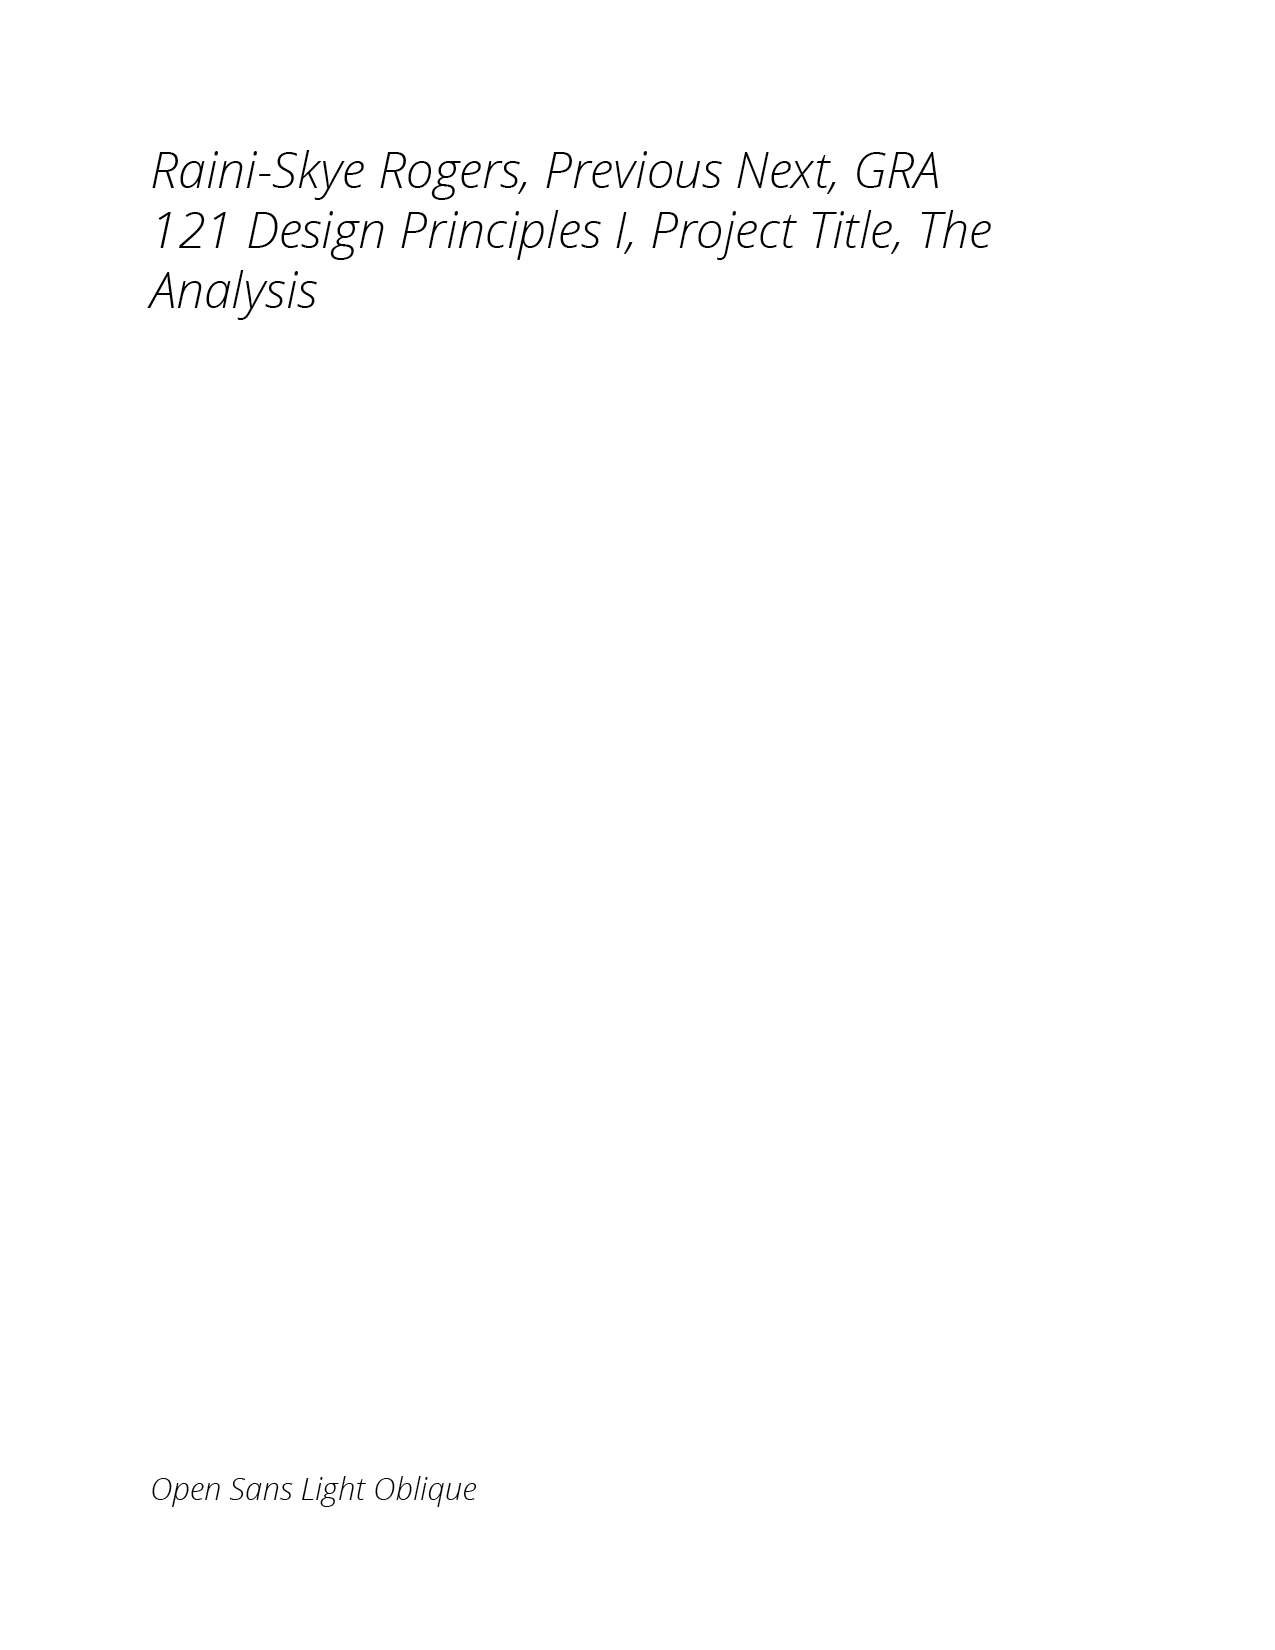 Raini-Skye Rogers, Previous Next, GRA
121 Design Principles I, Project Title, The
Analysis
Open Sans Light Oblique